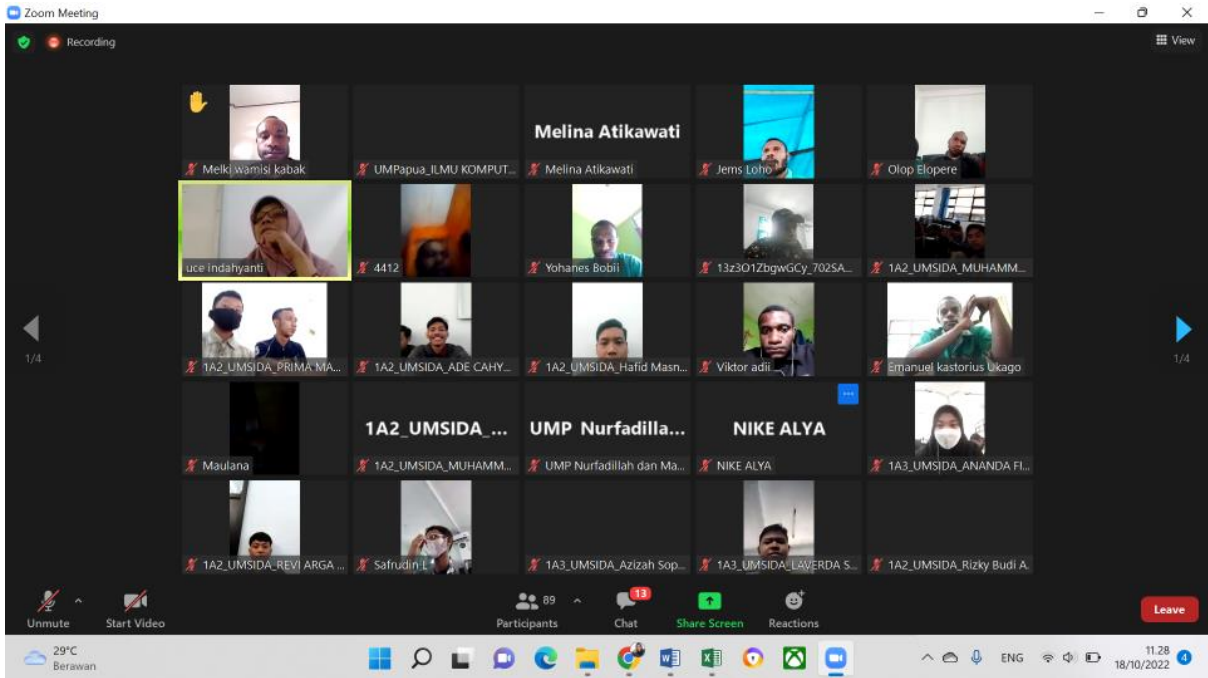 Zoom Meeting
Recording
View
Melki wamisi kabak
UMPapua_ILMU KOMPUT...
Melina Atikawati
Melina Atikawati
Jems Loho
Olop Elopere
uce indahyanti
4412
Yohanes Bobii
13z3O1ZbgwGCy_702SA...
1A2_UMSIDA_MUHAMM...
1/4
1A2_UMSIDA_PRIMA MA...
1A2_UMSIDA_ADE CAHY...
1A2_UMSIDA_Hafid Masn...
Viktor adii
Emanuel kastorius Ukago
1/4
Maulana
1A2_UMSIDA_...
1A2_UMSIDA_MUHAMM...
UMP Nurfadilla...
UMP Nurfadillah dan Ma...
NIKE ALYA
NIKE ALYA
1A3_UMSIDA_ANANDA FI...
1A2_UMSIDA_REVI ARGA ...
Safrudin L
1A3_UMSIDA_Azizah Sop...
1A3_UMSIDA_LAVERDA S...
1A2_UMSIDA_Rizky Budi A.
Unmute
Start Video
89
Participants
13
Chat
Share Screen
Reactions
Leave
29°C
Berawan
ENG
11.28
18/10/2022
4